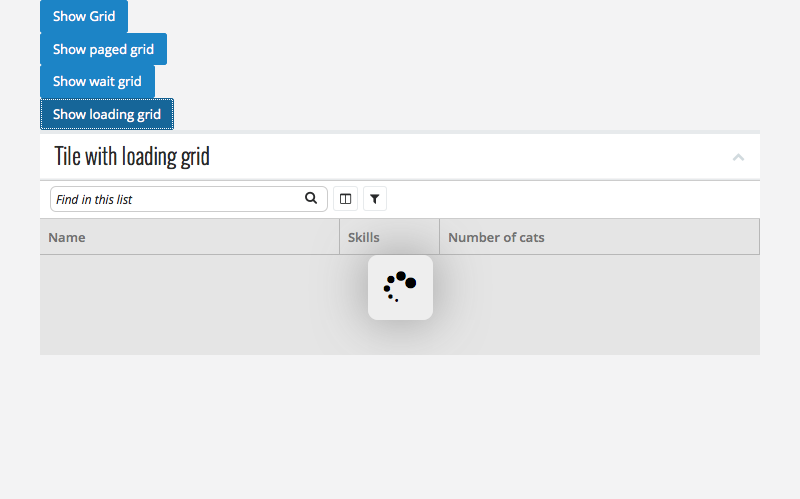 Show Grid
Show paged grid
Show wait grid
Show loading grid
Tile with loading grid
Find in this list
Name Skills Number of cats